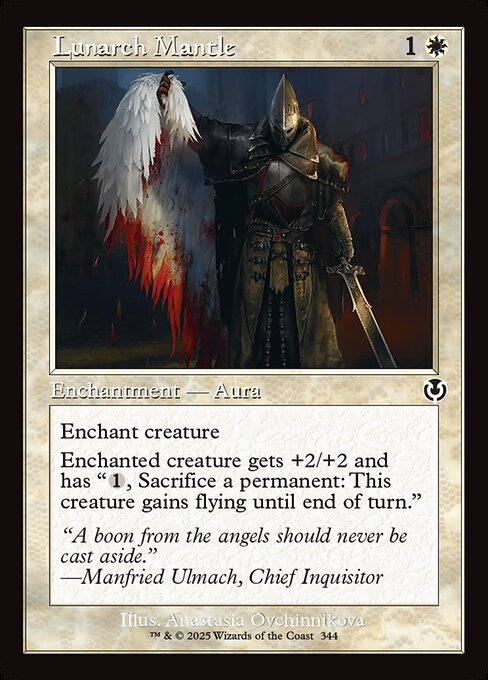 Lunarch Mantle 1
Enchantment — Aura
Enchant creature
Enchanted creature gets +2/+2 and
has “1, Sacrifice a permanent: This
creature gains flying until end of turn.”
“A boon from the angels should never be
cast aside.”
—Manfried Ulmach, Chief Inquisitor
Illus. Anastasia Ovchinnikova
™ & © 2025 Wizards of the Coast 344